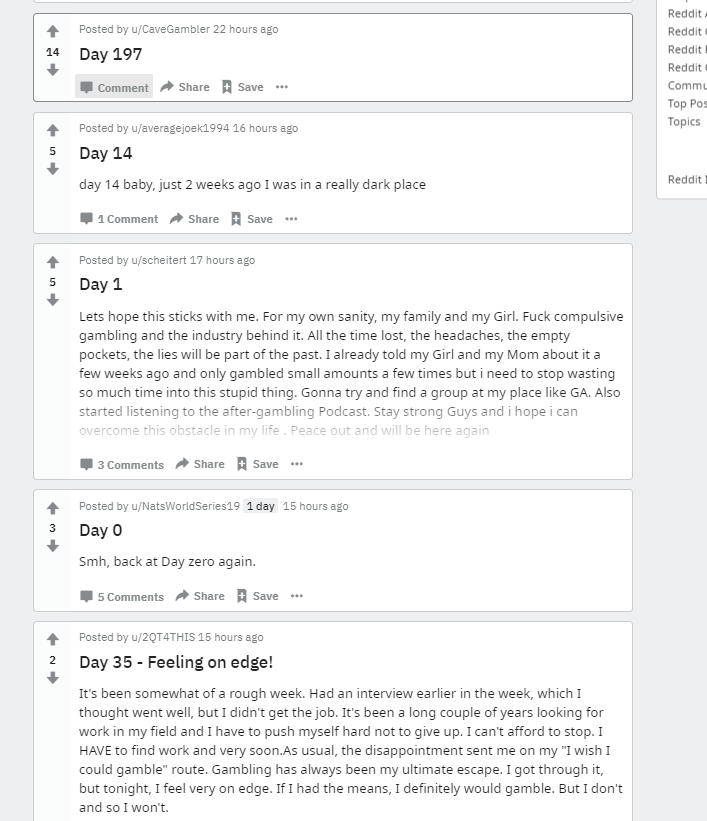 Posted by u/CaveGambler 22 hours ago
14
Day 197
Comment Share Save
Posted by u/averagejoek1994 16 hours ago
5
Day 14
day 14 baby, just 2 weeks ago I was in a really dark place
1 Comment Share Save
Posted by u/scheitert 17 hours ago
5
Day 1
Lets hope this sticks with me. For my own sanity, my family and my Girl. Fuck compulsive
gambling and the industry behind it. All the time lost, the headaches, the empty
pockets, the lies will be part of the past. I already told my Girl and my Mom about it a
few weeks ago and only gambled small amounts a few times but i need to stop wasting
so much time into this stupid thing. Gonna try and find a group at my place like GA. Also
started listening to the after-gambling Podcast. Stay strong Guys and i hope i can
overcome this obstacle in my life . Peace out and will be here again
3 Comments Share Save
Posted by u/NatsWorldSeries19 1 day 15 hours ago
3
Day 0
Smh, back at Day zero again.
5 Comments Share Save
Posted by u/2QT4THIS 15 hours ago
2
Day 35 - Feeling on edge!
It's been somewhat of a rough week. Had an interview earlier in the week, which I
thought went well, but I didn't get the job. It's been a long couple of years looking for
work in my field and I have to push myself hard not to give up. I can't afford to stop. I
HAVE to find work and very soon.As usual, the disappointment sent me on my "I wish I
could gamble" route. Gambling has always been my ultimate escape. I got through it,
but tonight, I feel very on edge. If I had the means, I definitely would gamble. But I don't
and so I won't.
Reddit
Reddit
Reddit
Reddit
Top
Topics
Reddit